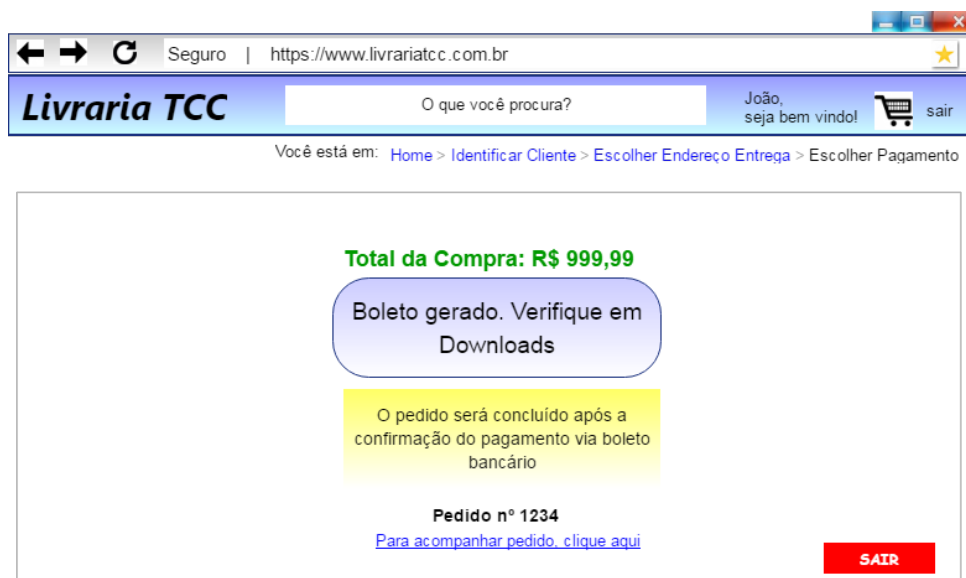 Seguro | https://www.livrariatcc.com.br
Livraria TCC
O que você procura?
João,
seja bem vindo!
sair
Você está em: Home > Identificar Cliente > Escolher Endereço Entrega > Escolher Pagamento
Total da Compra: R$ 999,99
Boleto gerado. Verifique em
Downloads
O pedido será concluído após a
confirmação do pagamento via boleto
bancário
Pedido nº 1234
Para acompanhar pedido, clique aqui
SAIR